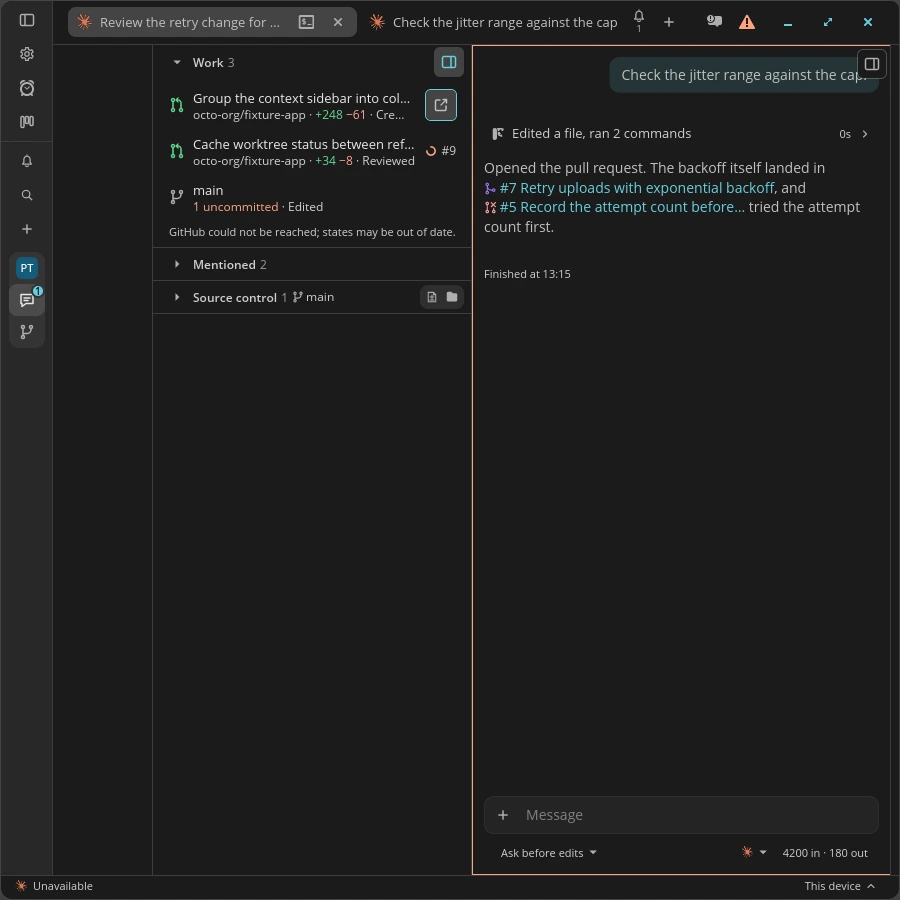 Review the retry change for ...
Check the jitter range against the cap
1
Work 3
Group the context sidebar into col...
octo-org/fixture-app · +248 −61 · Cre...
Cache worktree status between ref...
octo-org/fixture-app · +34 −8 · Reviewed
#9
main
1 uncommitted · Edited
GitHub could not be reached; states may be out of date.
Mentioned 2
Source control 1 main
PT
1
Check the jitter range against the cap.
Edited a file, ran 2 commands
0s
Opened the pull request. The backoff itself landed in
#7 Retry uploads with exponential backoff, and
#5 Record the attempt count before... tried the attempt
count first.
Finished at 13:15
Message
Ask before edits
4200 in · 180 out
Unavailable
This device